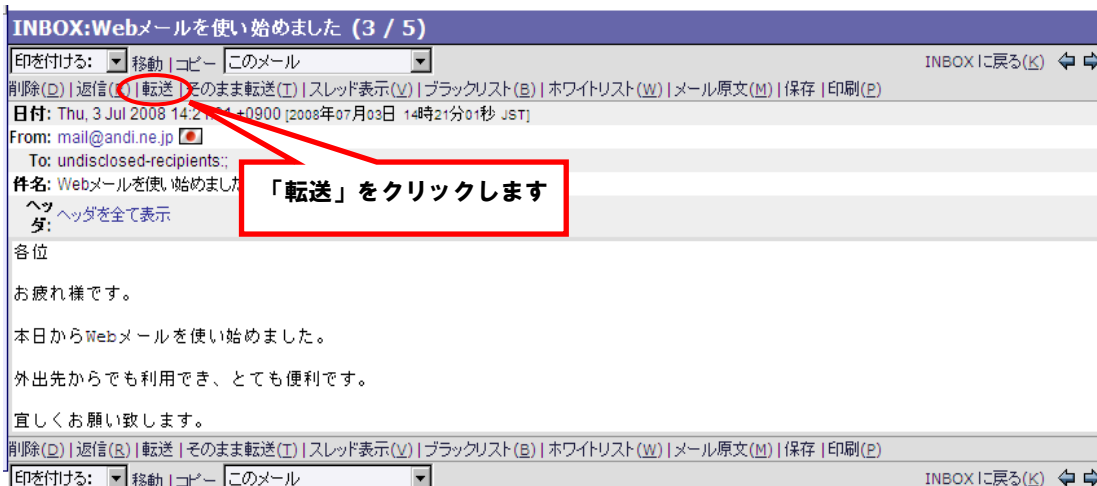 INBOX:Webメールを使い始めました (3 / 5)
印を付ける: 移動 | コピー このメール INBOX に戻る(K)
削除(D) | 返信(R) | 転送 | そのまま転送(T) | スレッド表示(V) | ブラックリスト(B) | ホワイトリスト(W) | メール原文(M) | 保存 | 印刷(P)
日付: Thu, 3 Jul 2008 14:21:01 +0900 [2008年07月03日 14時21分01秒 JST]
From: mail@andi.ne.jp
To: undisclosed-recipients:;
件名: Webメールを使い始めました
「転送」をクリックします
ヘッダ: ヘッダを全て表示
各位
お疲れ様です。
本日からWebメールを使い始めました。
外出先からでも利用でき、とても便利です。
宜しくお願い致します。
削除(D) | 返信(R) | 転送 | そのまま転送(T) | スレッド表示(V) | ブラックリスト(B) | ホワイトリスト(W) | メール原文(M) | 保存 | 印刷(P)
印を付ける: 移動 | コピー このメール INBOX に戻る(K)